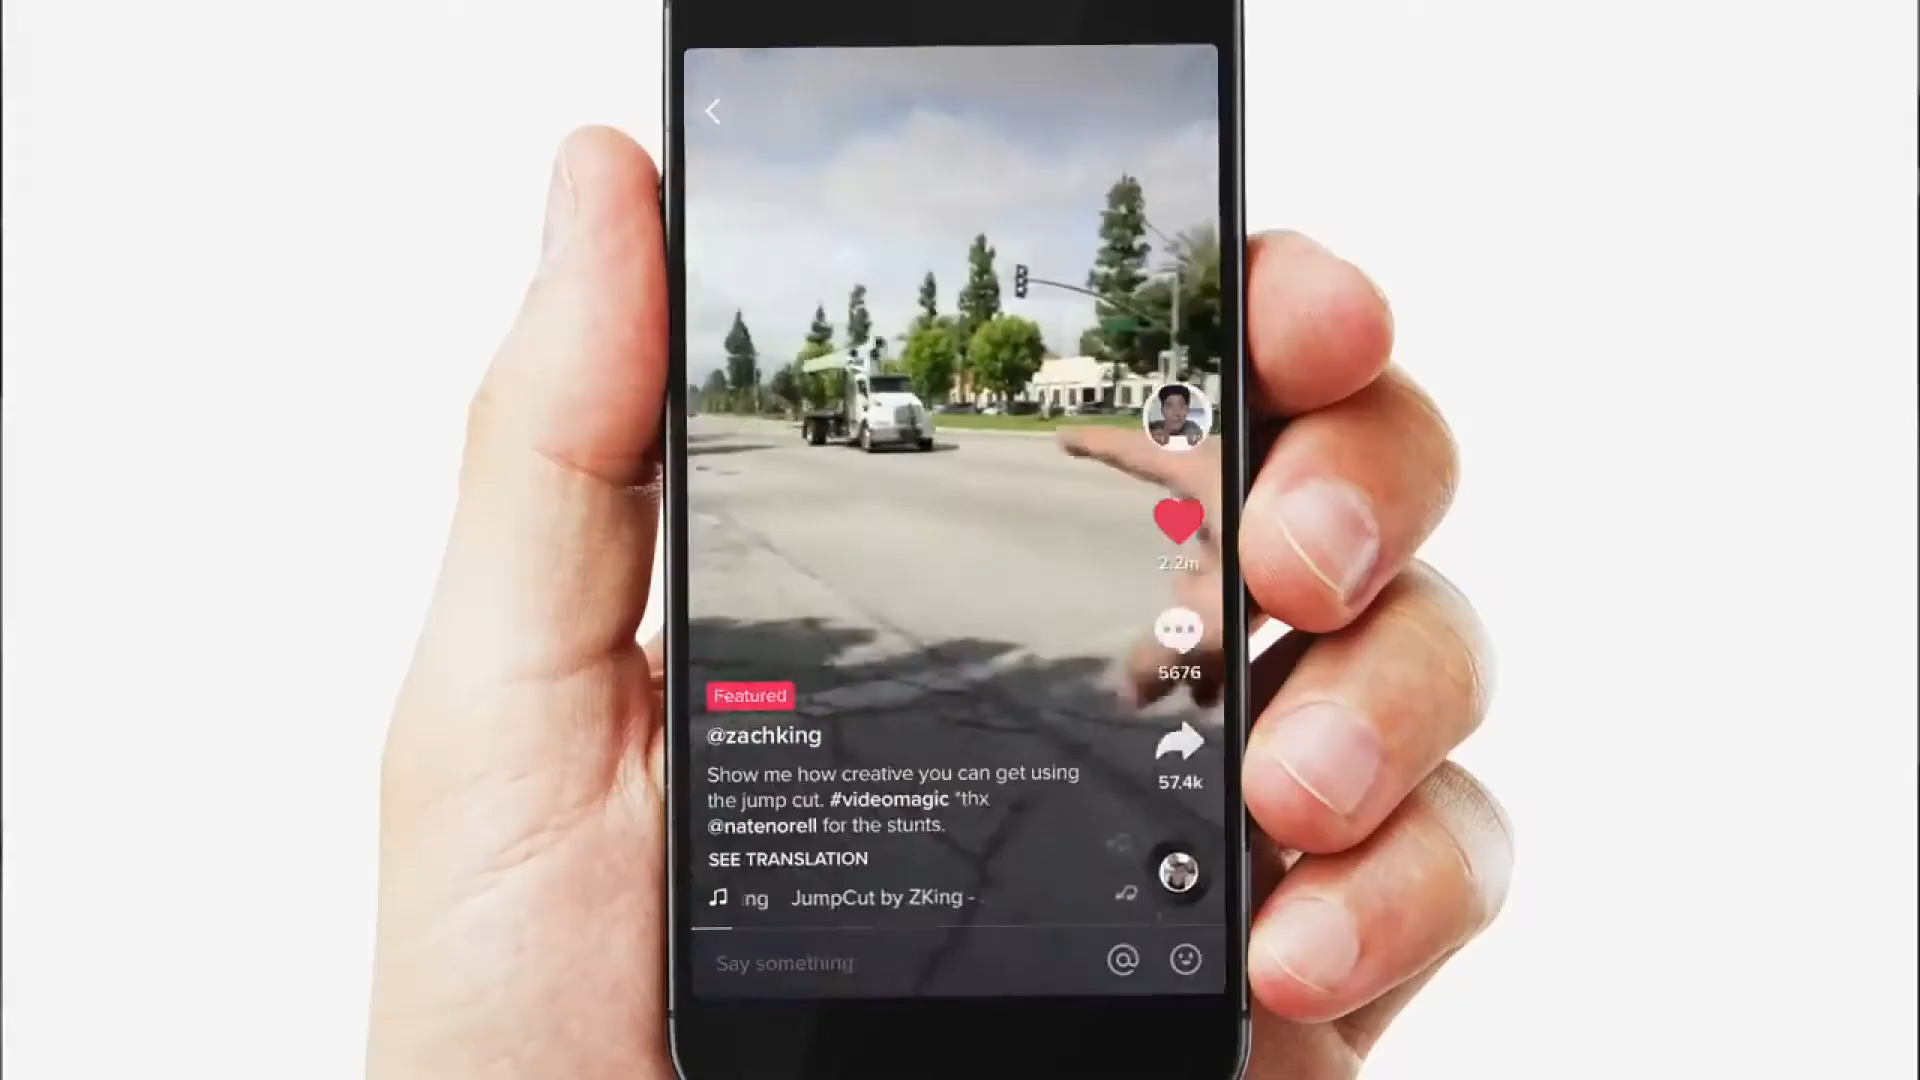 2.2m
5676
Featured
@zachking
57.4k
Show me how creative you can get using
the jump cut. #videomagic *thx
@natenorell for the stunts.
SEE TRANSLATION
ng JumpCut by ZKing -
Say something